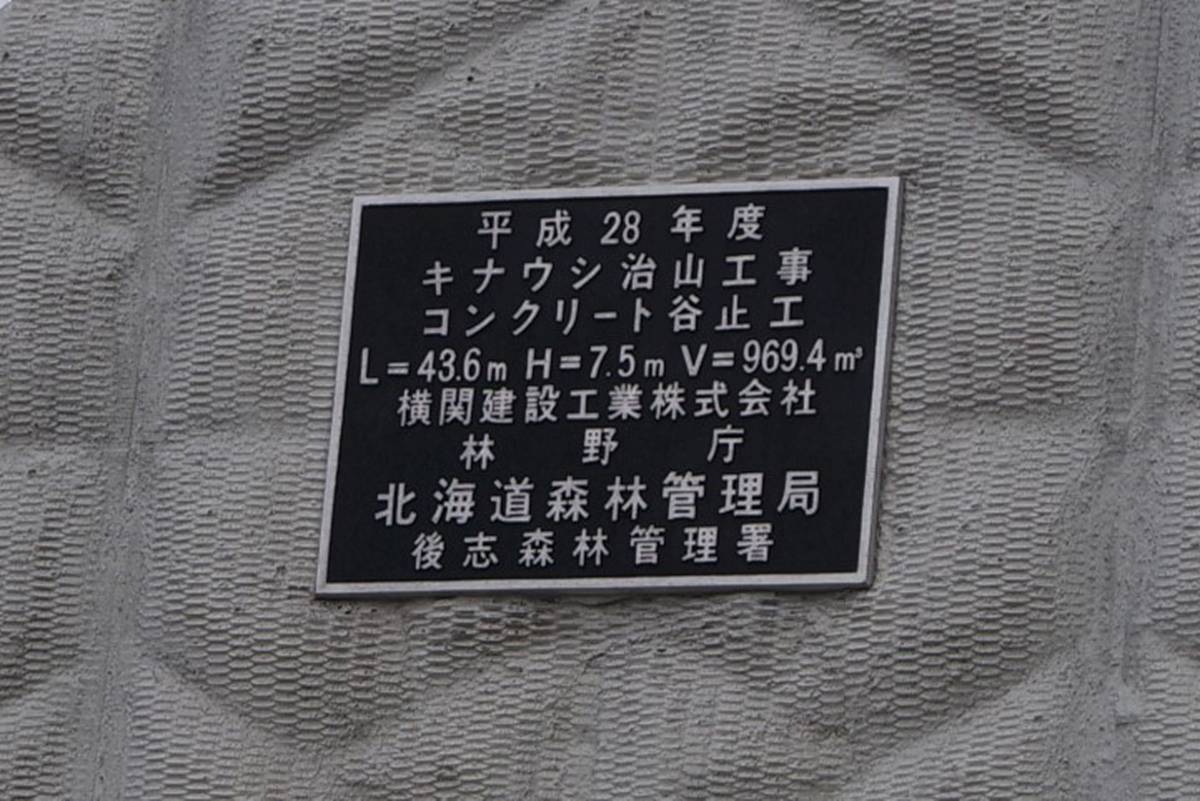 平成28年度
キナウシ治山工事
コンクリート谷止工
L=43.6m H=7.5m V=969.4m³
横関建設工業株式会社
林野庁
北海道森林管理局
後志森林管理署